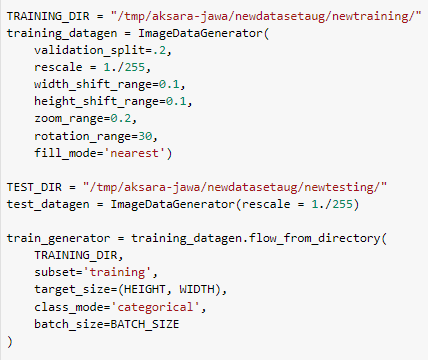 TRAINING_DIR = "/tmp/aksara-jawa/newdatasetaug/newtraining/"
training_datagen = ImageDataGenerator(
    validation_split=.2,
    rescale = 1./255,
    width_shift_range=0.1,
    height_shift_range=0.1,
    zoom_range=0.2,
    rotation_range=30,
    fill_mode='nearest')

TEST_DIR = "/tmp/aksara-jawa/newdatasetaug/newtesting/"
test_datagen = ImageDataGenerator(rescale = 1./255)

train_generator = training_datagen.flow_from_directory(
    TRAINING_DIR,
    subset='training',
    target_size=(HEIGHT, WIDTH),
    class_mode='categorical',
    batch_size=BATCH_SIZE
)